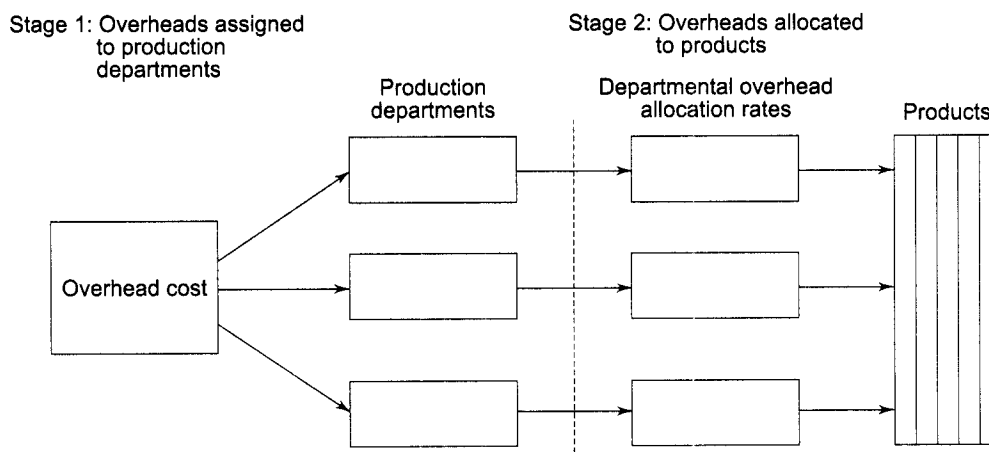 Stage 1: Overheads assigned
to production
departments
Stage 2: Overheads allocated
to products
Production
departments
Departmental overhead
allocation rates
Products
Overhead cost